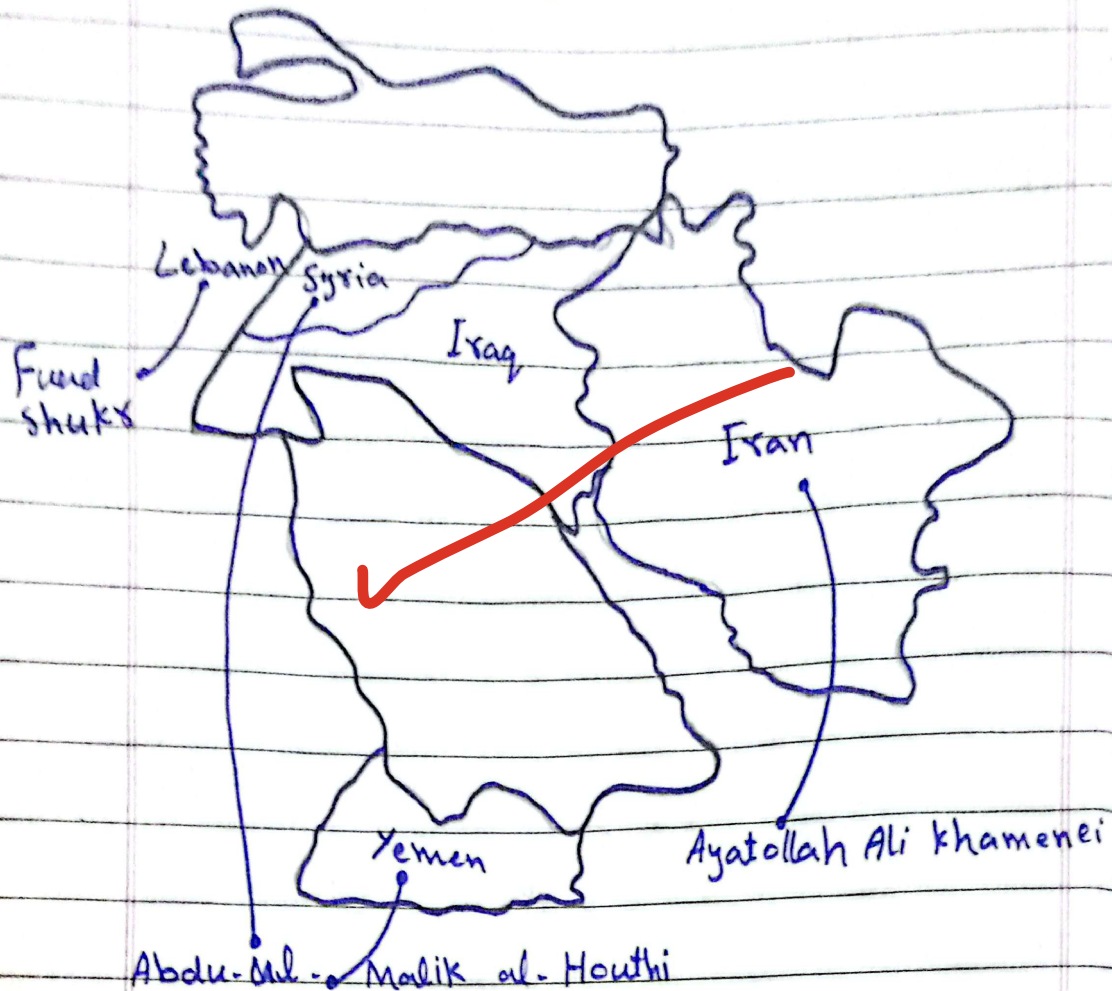 Lebanon
Syria
Iraq
Fuad
shukr
Iran
Yemen
Ayatollah Ali Khamenei
Abdu-Mal - Malik al-Houthi